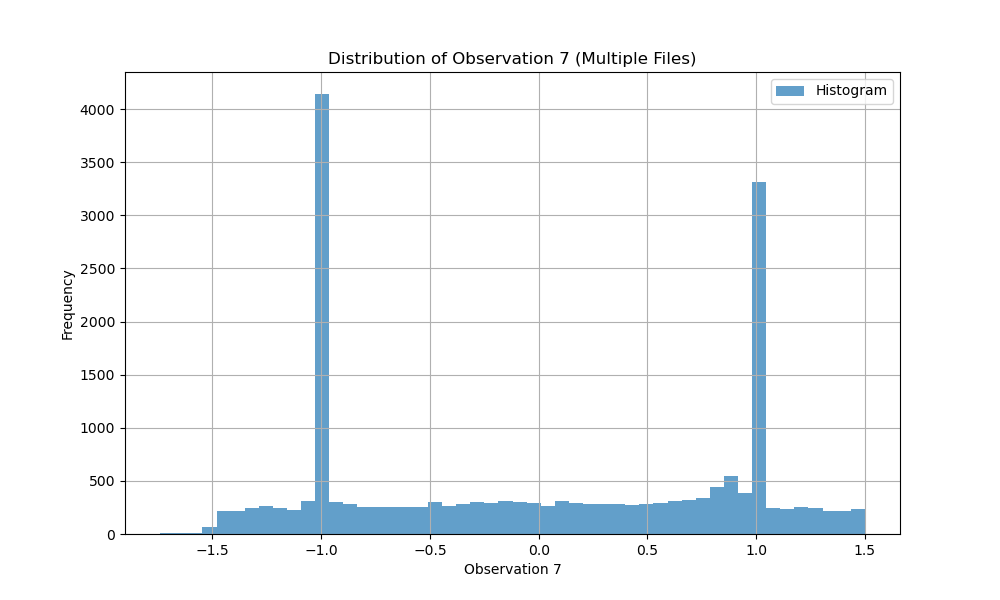 Distribution of Observation 7 (Multiple Files)
Histogram
Frequency
4000
3500
3000
2500
2000
1500
1000
500
0
−1.5 −1.0 −0.5 0.0 0.5 1.0 1.5
Observation 7